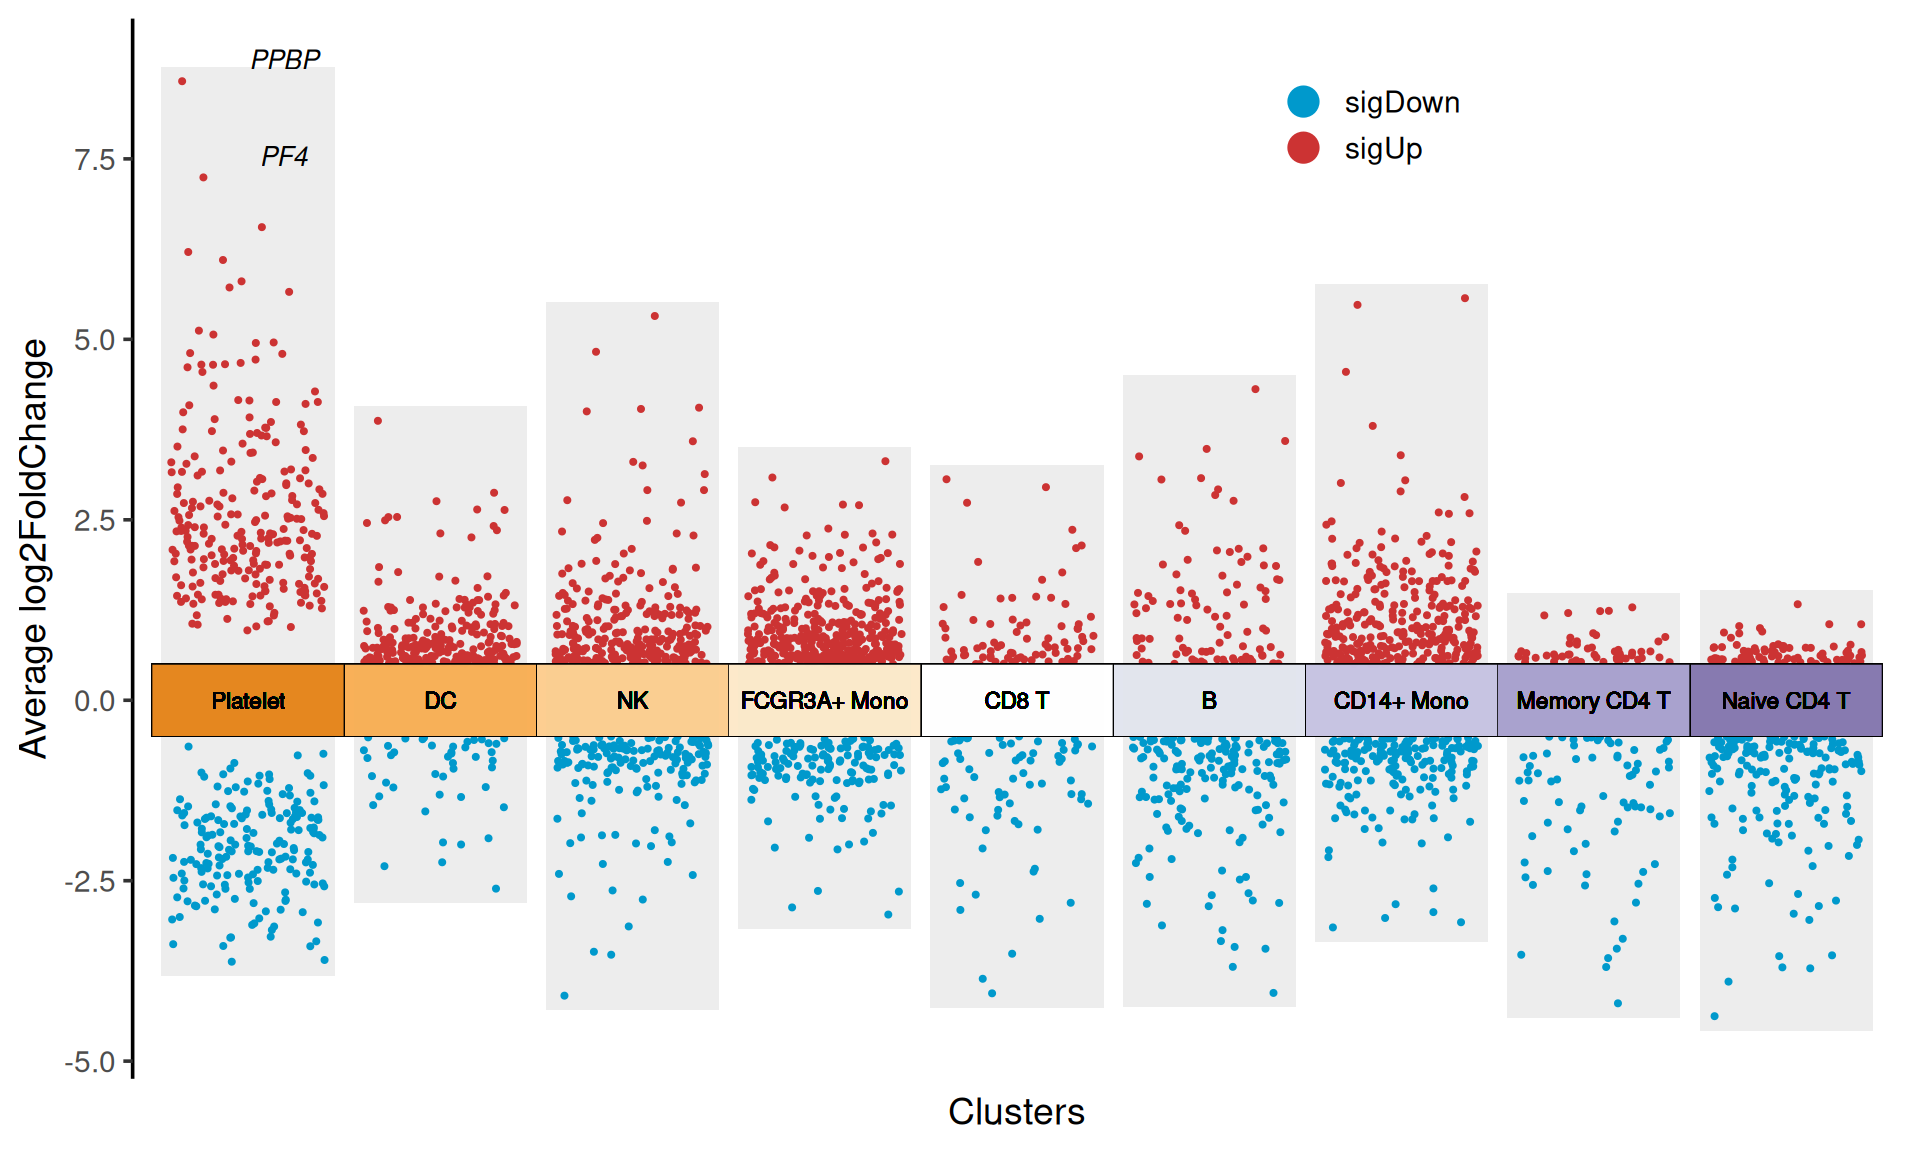 PPBP
PF4
sigDown
sigUp
7.5
5.0
2.5
0.0
-2.5
-5.0
Average log2FoldChange
Platelet
DC
NK
FCGR3A+ Mono
CD8 T
B
CD14+ Mono
Memory CD4 T
Naive CD4 T
Clusters